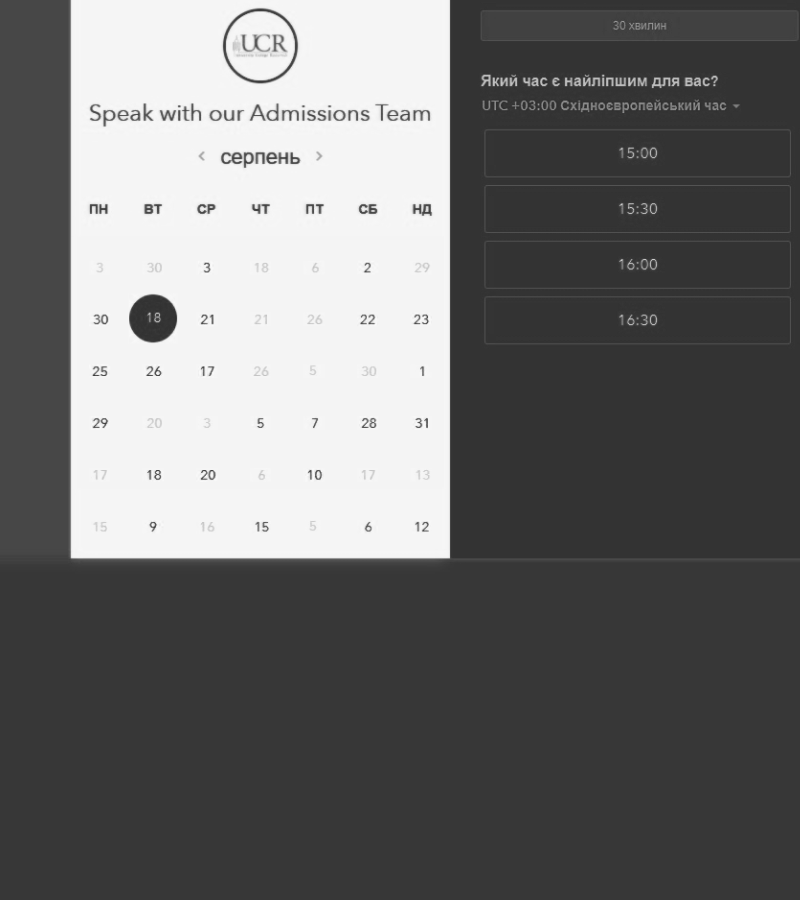 UCR
Speak with our Admissions Team
< серпень >
ПН ВТ СР ЧТ ПТ СБ НД
3 30 3 18 6 2 29
30 18 21 21 26 22 23
25 26 17 26 5 30 1
29 20 3 5 7 28 31
17 18 20 6 10 17 13
15 9 16 15 5 6 12
30 хвилин
Який час є найліпшим для вас?
UTC +03:00 Східноєвропейський час
15:00
15:30
16:00
16:30